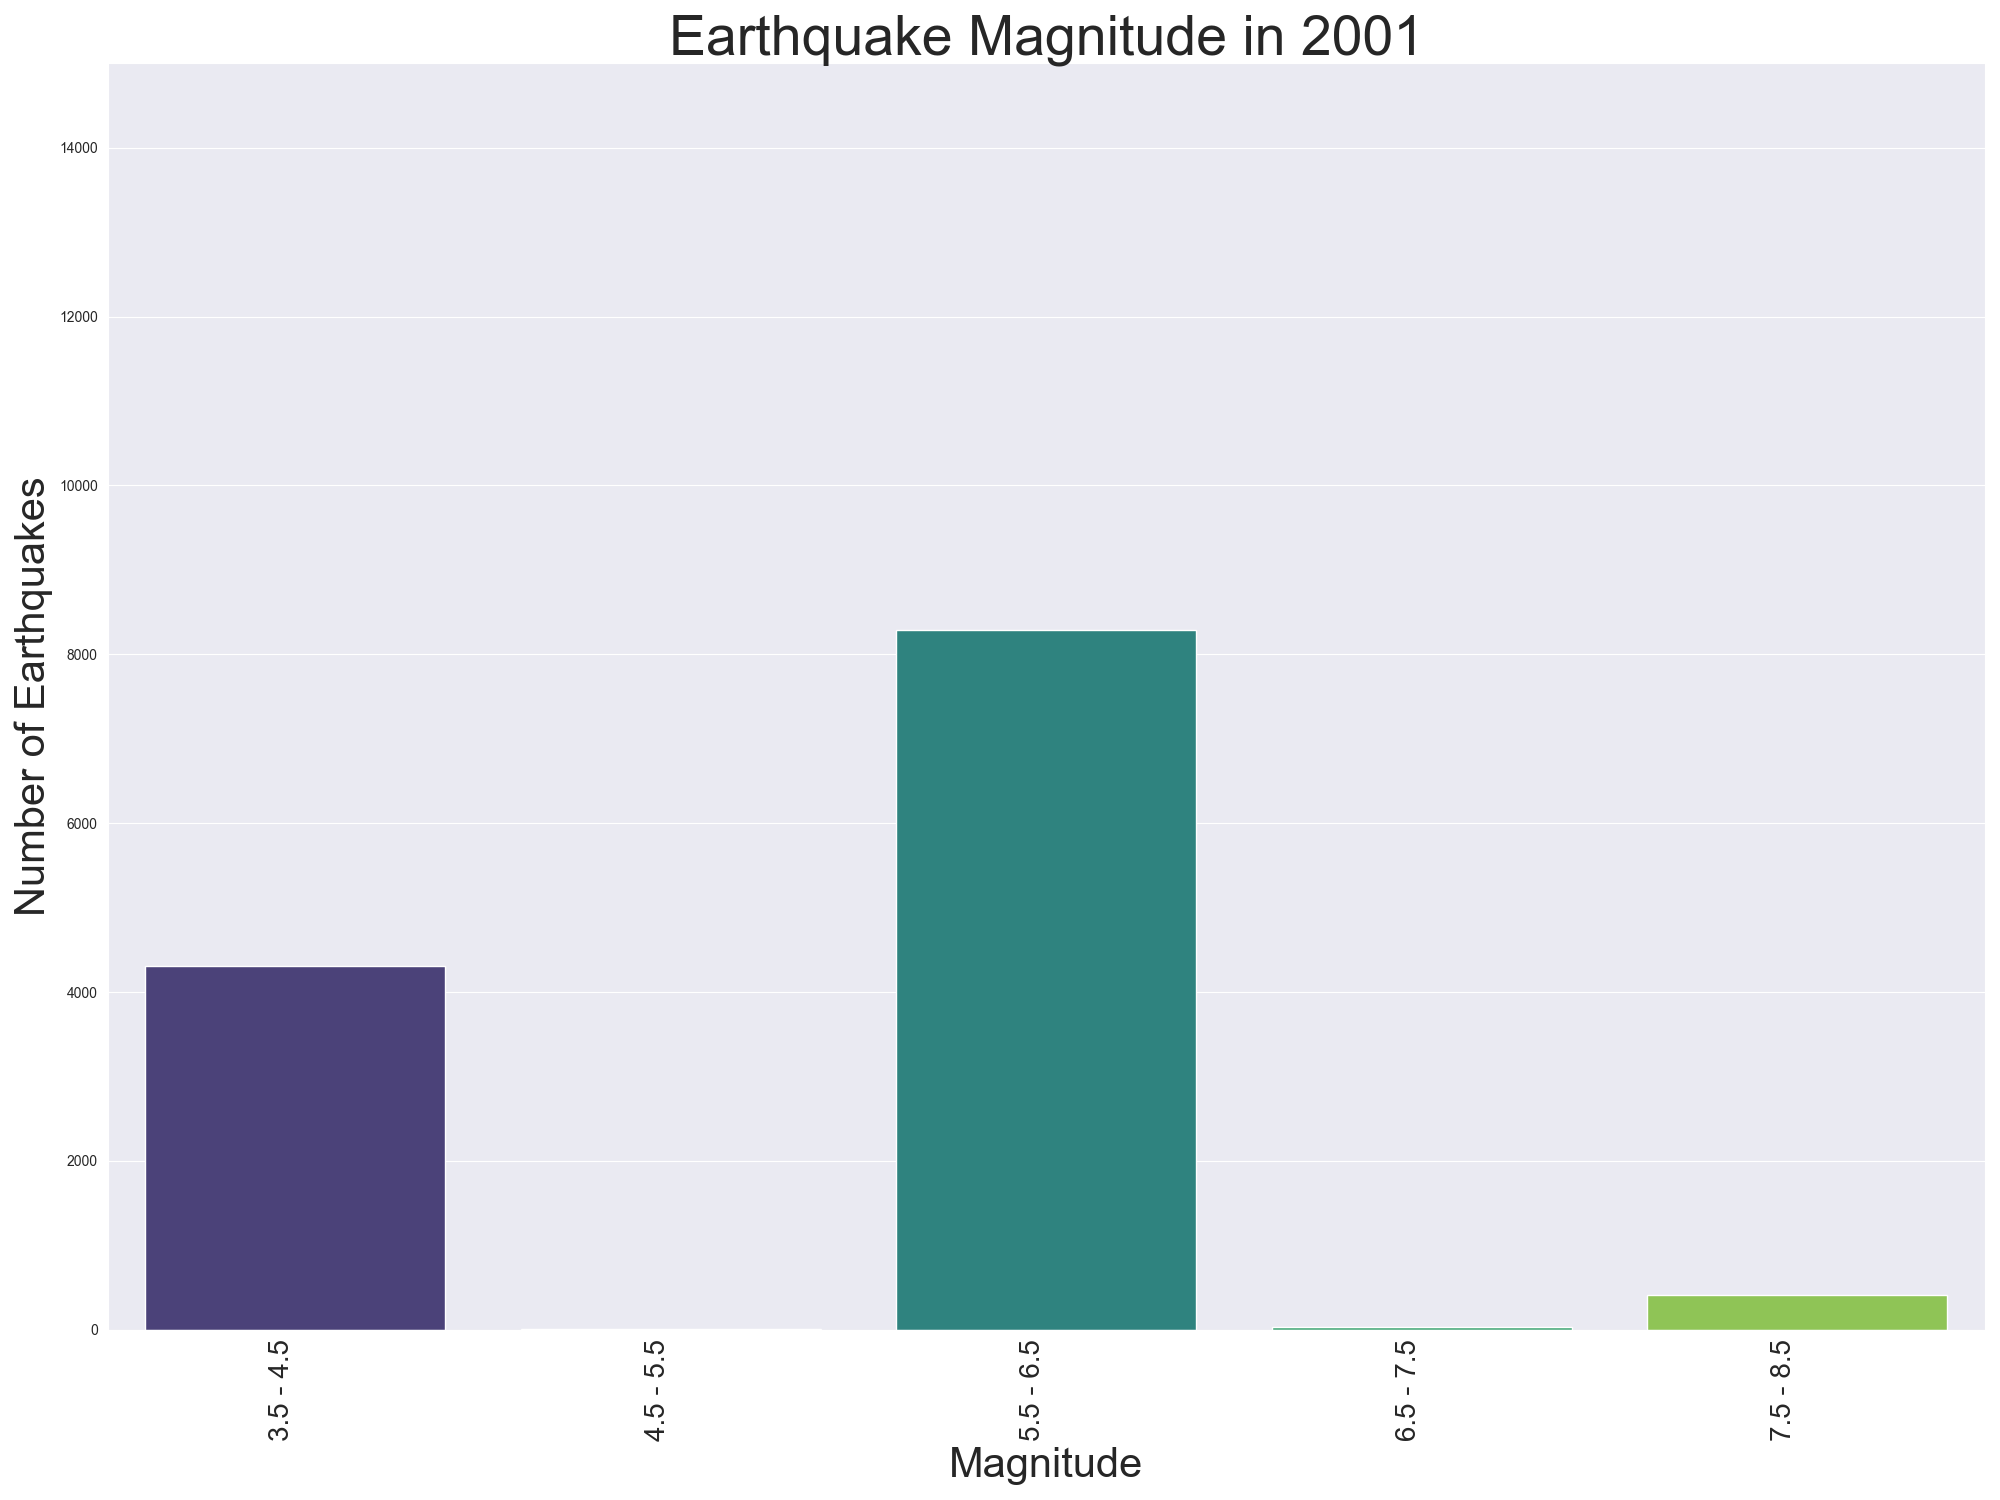 Earthquake Magnitude in 2001
Number of Earthquakes
14000
12000
10000
8000
6000
4000
2000
0
3.5 - 4.5
4.5 - 5.5
5.5 - 6.5
6.5 - 7.5
7.5 - 8.5
Magnitude